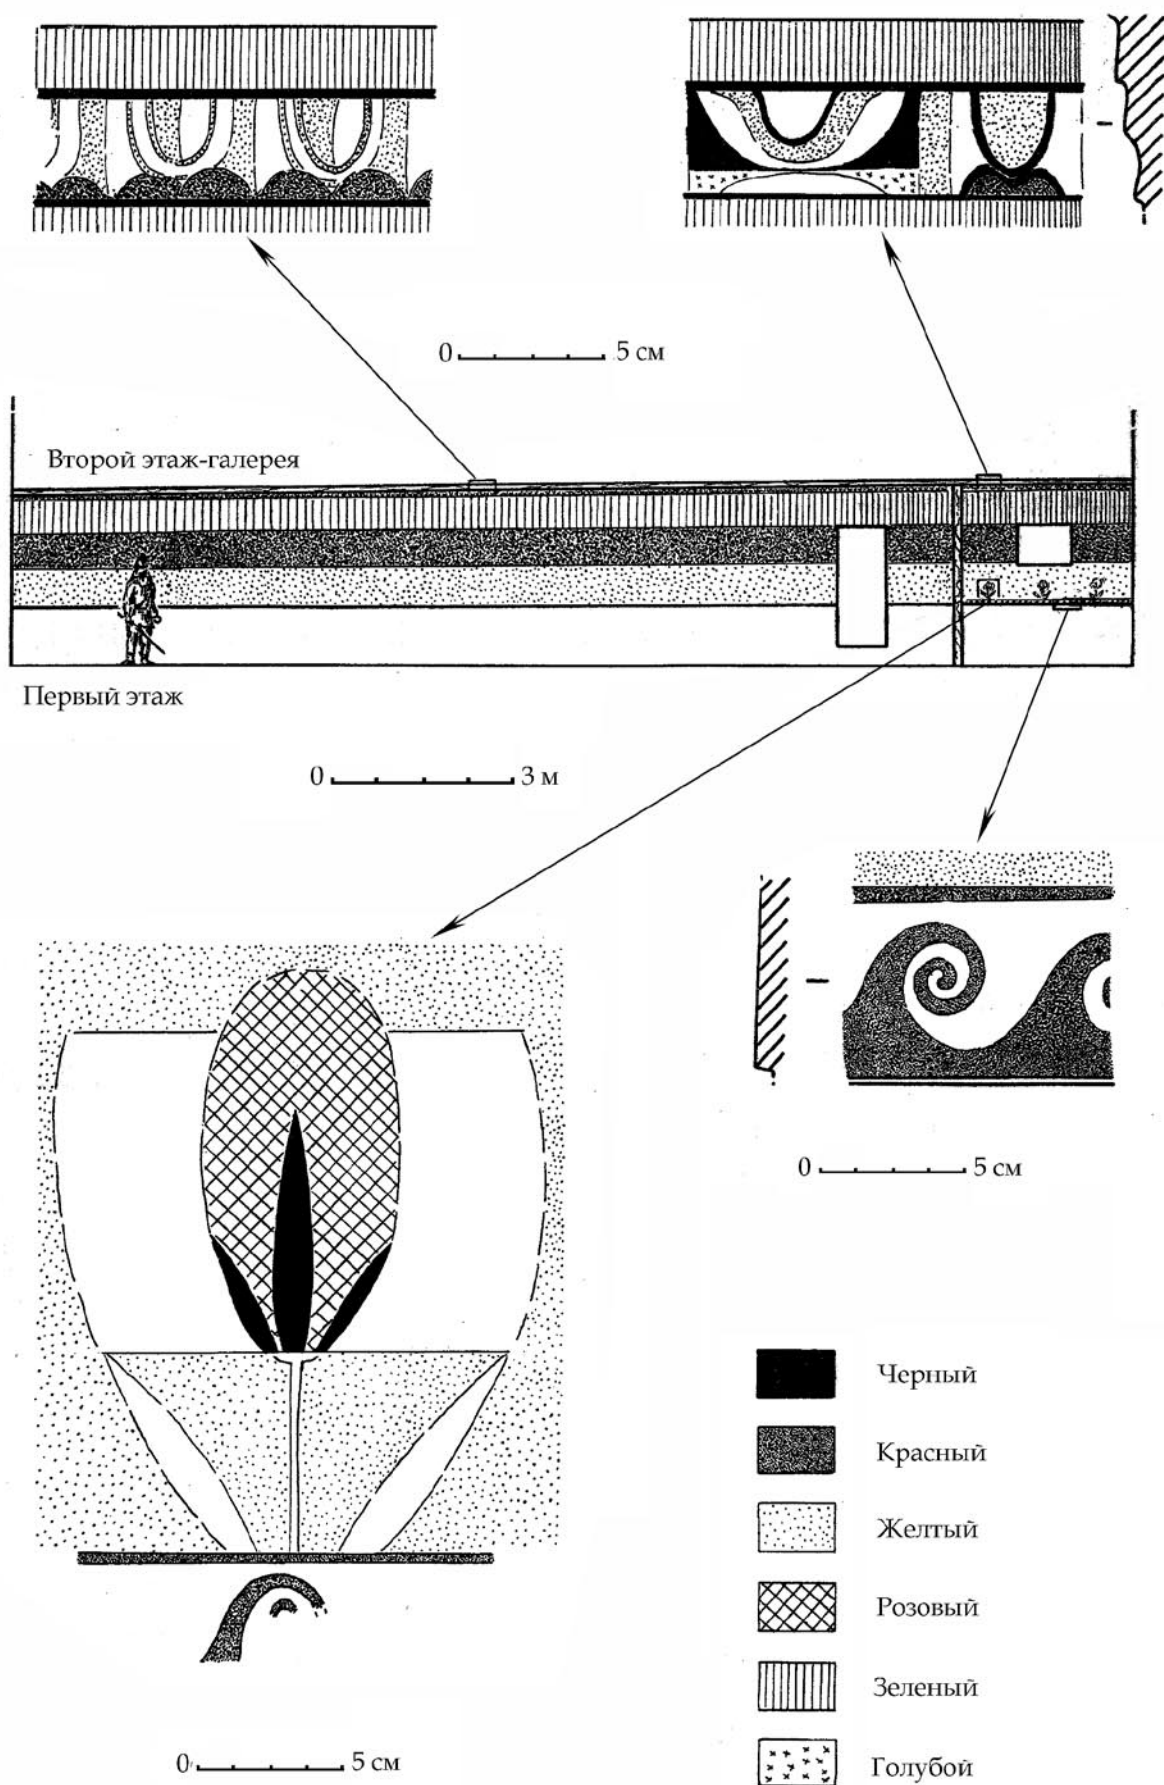 0 5 см
Второй этаж-галерея
Первый этаж
0 3 м
0 5 см
Черный
Красный
Желтый
Розовый
Зеленый
0 5 см
Голубой